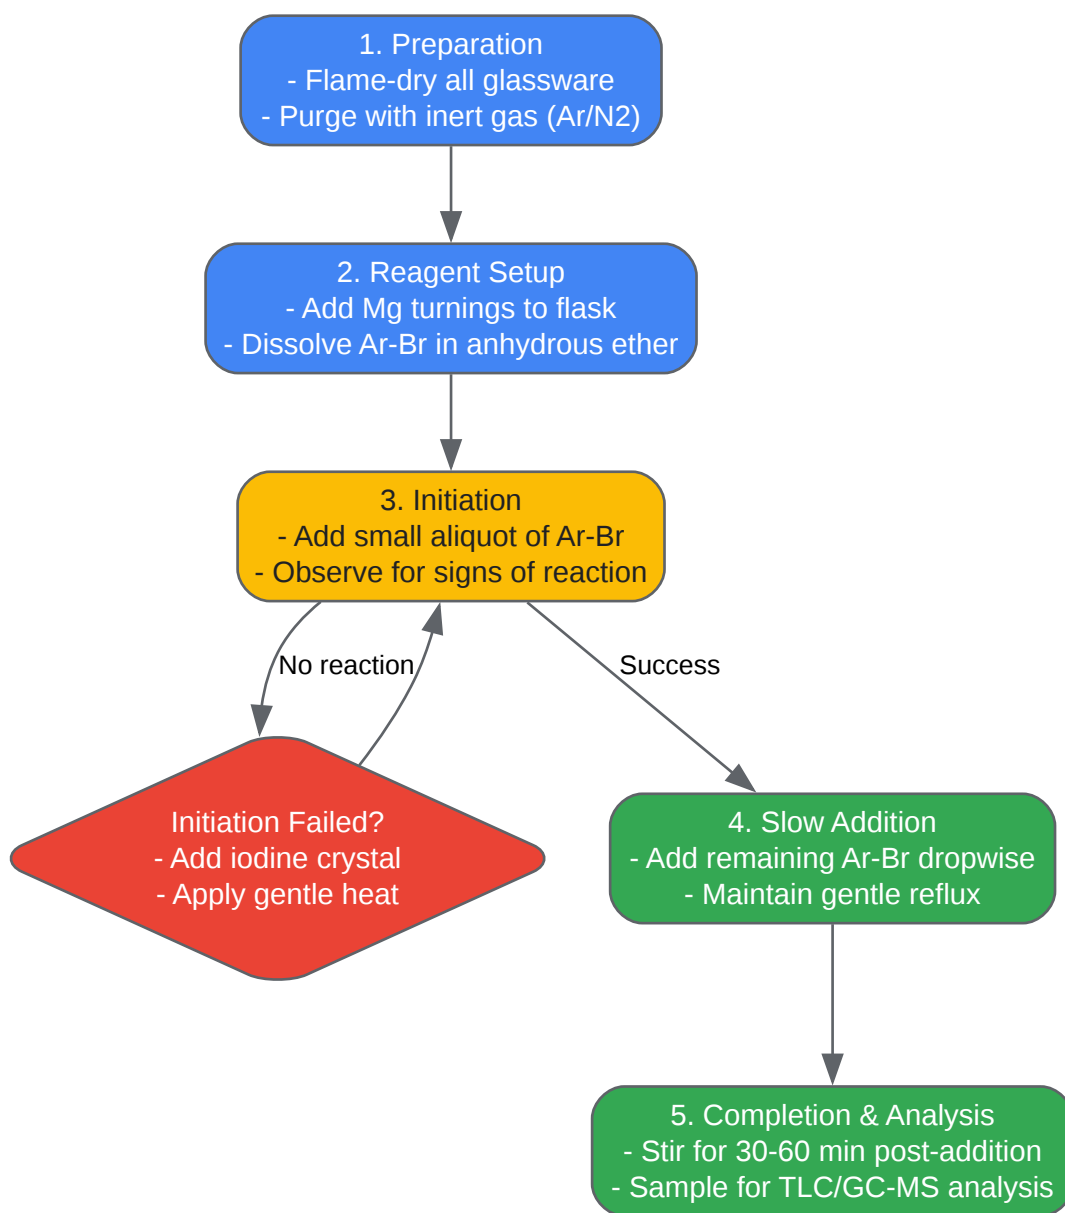 1. Preparation
- Flame-dry all glassware
- Purge with inert gas (Ar/N2)
2. Reagent Setup
- Add Mg turnings to flask
- Dissolve Ar-Br in anhydrous ether
3. Initiation
- Add small aliquot of Ar-Br
- Observe for signs of reaction
No reaction
Success
Initiation Failed?
- Add iodine crystal
- Apply gentle heat
4. Slow Addition
- Add remaining Ar-Br dropwise
- Maintain gentle reflux
5. Completion & Analysis
- Stir for 30-60 min post-addition
- Sample for TLC/GC-MS analysis